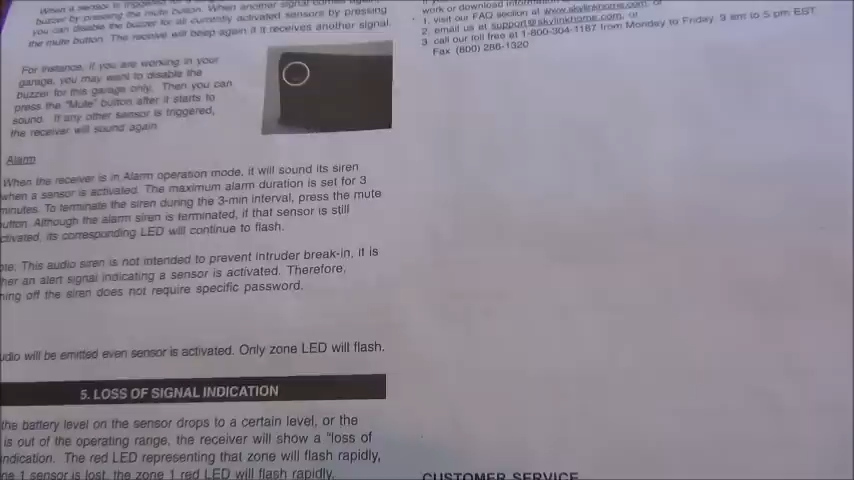 When a sensor is triggered
buzzer by pressing the mute button. When another signal comes again
you can disable the buzzer for all currently activated sensors by pressing
the mute button. The receive will beep again if it receives another signal.
For instance, if you are working in your
garage, you may want to disable the
buzzer for this garage only. Then you can
press the "Mute" button after it starts to
sound. If any other sensor is triggered,
the receiver will sound again.
Alarm
When the receiver is in Alarm operation mode, it will sound its siren
when a sensor is activated. The maximum alarm duration is set for 3
minutes. To terminate the siren during the 3-min interval, press the mute
utton. Although the alarm siren is terminated, if that sensor is still
ctivated, its corresponding LED will continue to flash.
ote: This audio siren is not intended to prevent intruder break-in, it is
her an alert signal indicating a sensor is activated. Therefore,
ning off the siren does not require specific password.
udio will be emitted even sensor is activated. Only zone LED will flash.
5. LOSS OF SIGNAL INDICATION
the battery level on the sensor drops to a certain level, or the
is out of the operating range, the receiver will show a "loss of
ndication. The red LED representing that zone will flash rapidly,
ne 1 sensor is lost, the zone 1 red LED will flash rapidly.
work or download information
1. visit our FAQ section at www.skylinkhome.com, or
2. email us at support@skylinkhome.com, or
3. call our toll free at 1-800-304-1187 from Monday to Friday, 9 am to 5 pm EST.
Fax (800) 286-1320
CUSTOMER SERVICE